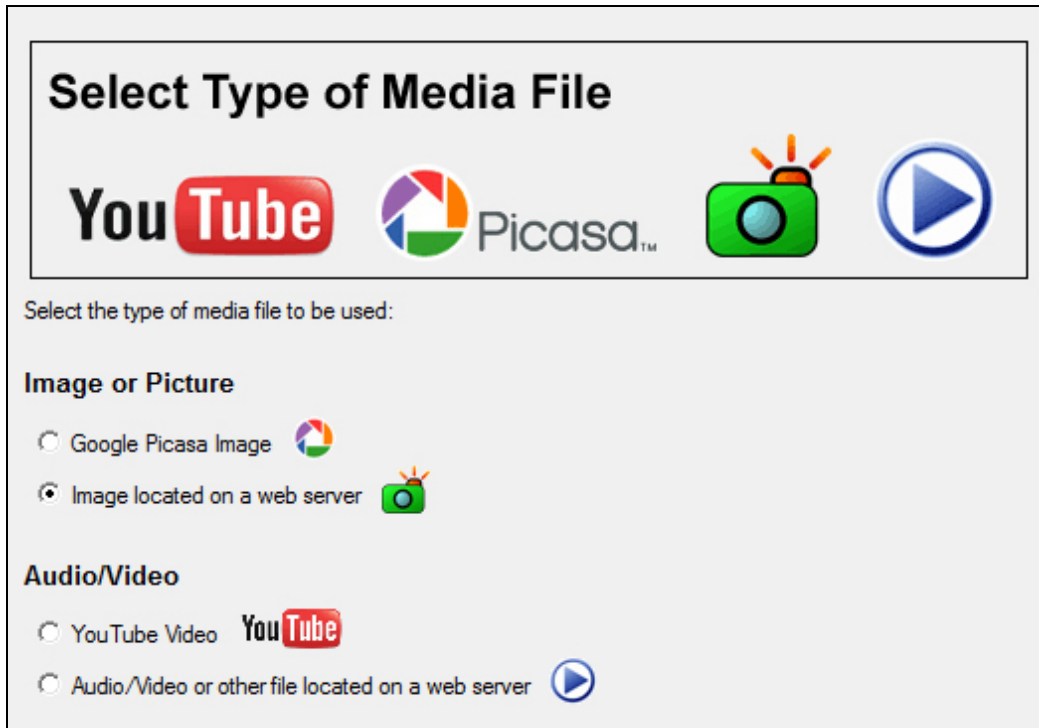 Select Type of Media File
YouTube Picasa™
Select the type of media file to be used:
Image or Picture
Google Picasa Image
Image located on a web server
Audio/Video
YouTube Video YouTube
Audio/Video or other file located on a web server